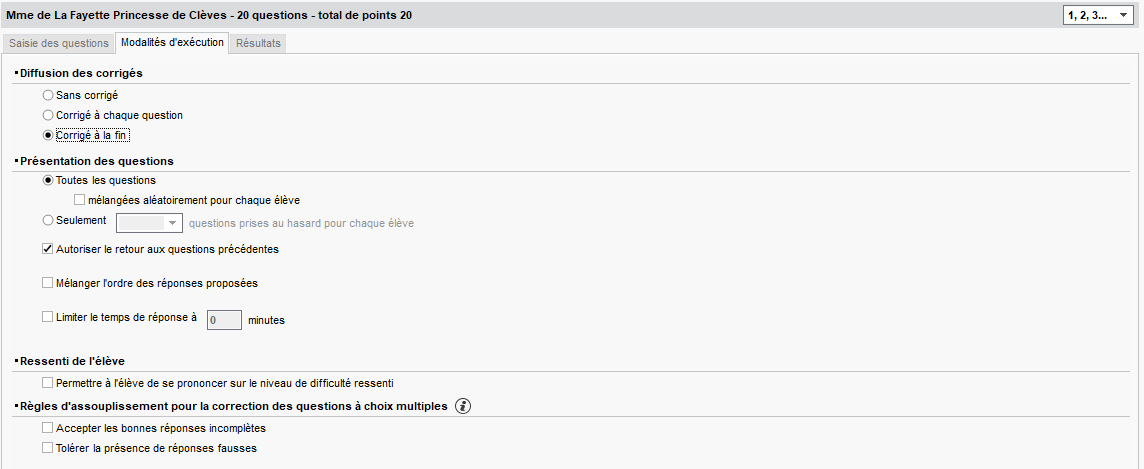 Mme de La Fayette Princesse de Clèves - 20 questions - total de points 20
1, 2, 3...
Saisie des questions
Modalités d'exécution
Résultats
Diffusion des corrigés
Sans corrigé
Corrigé à chaque question
Corrigé à la fin
Présentation des questions
Toutes les questions
mélangées aléatoirement pour chaque élève
Seulement questions prises au hasard pour chaque élève
Autoriser le retour aux questions précédentes
Mélanger l'ordre des réponses proposées
Limiter le temps de réponse à 0 minutes
Ressenti de l'élève
Permettre à l'élève de se prononcer sur le niveau de difficulté ressenti
Règles d'assouplissement pour la correction des questions à choix multiples i
Accepter les bonnes réponses incomplètes
Tolérer la présence de réponses fausses